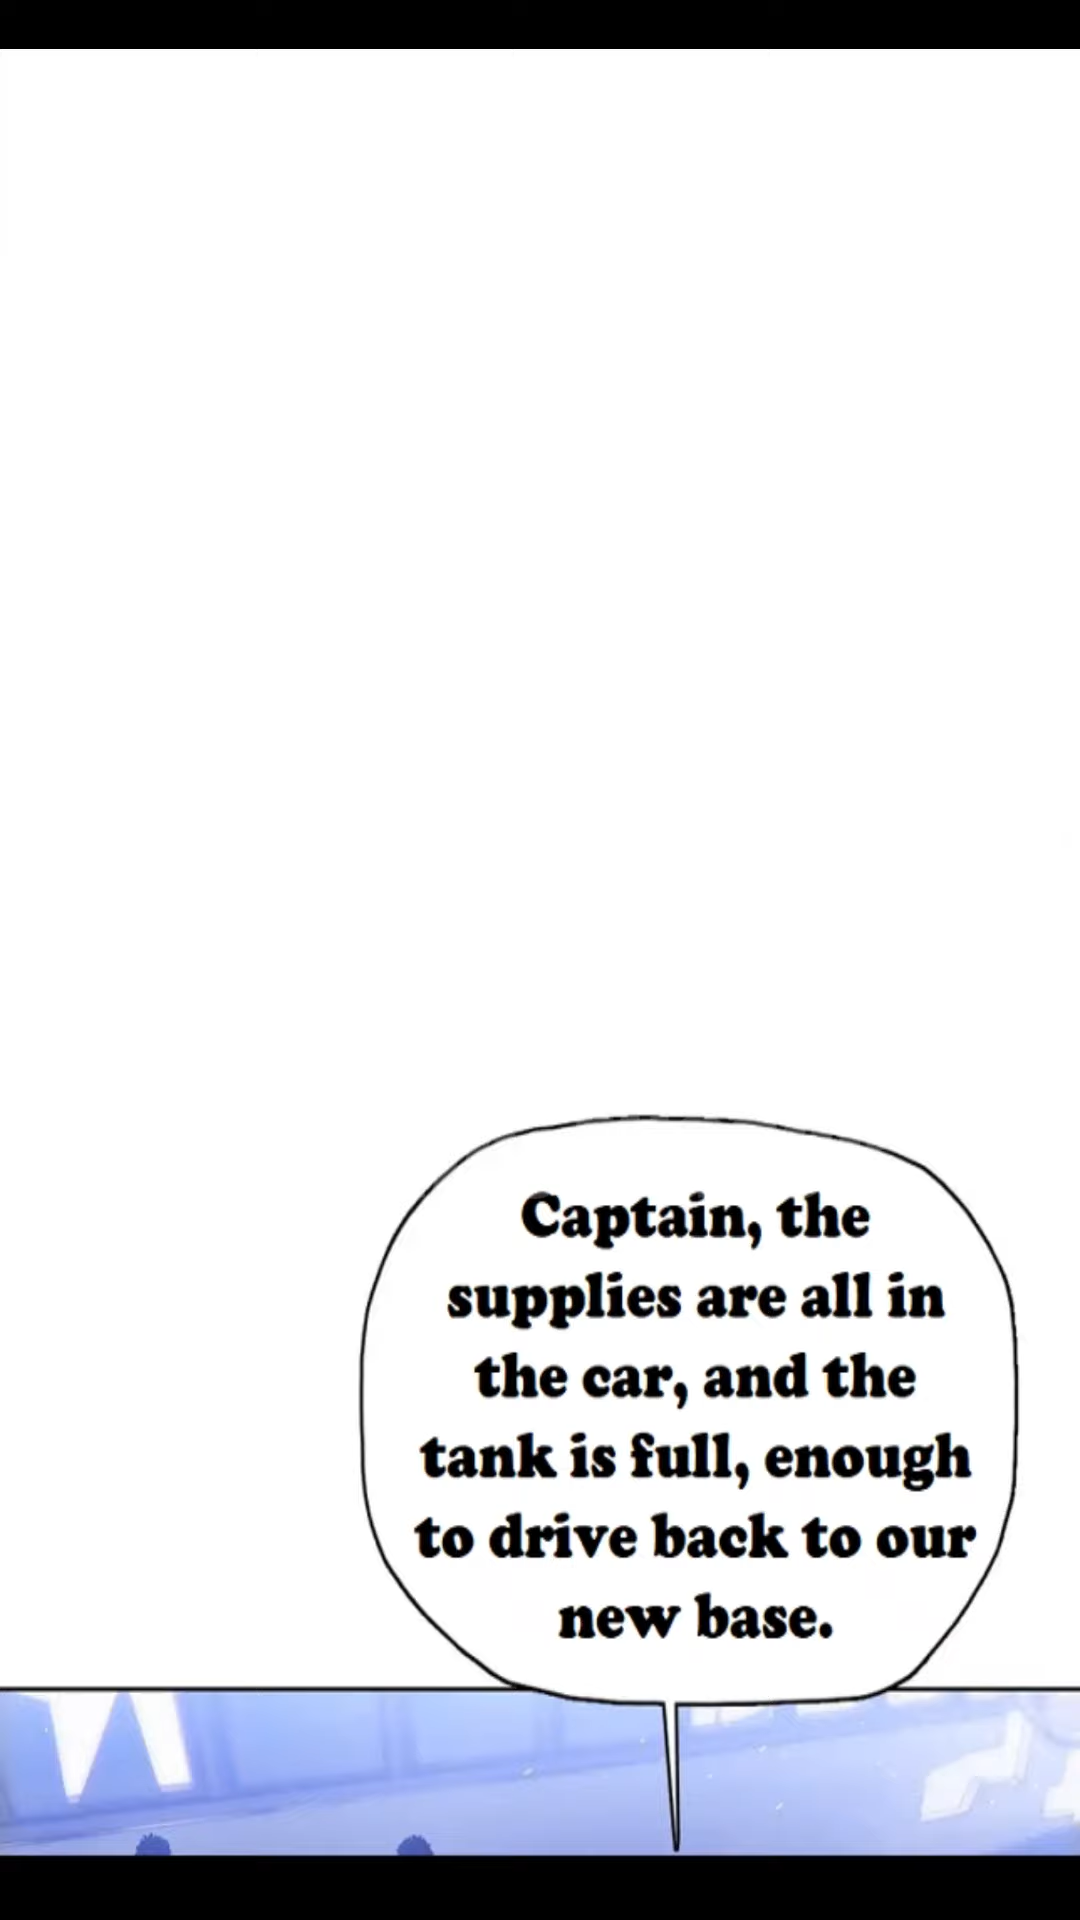 Captain, the
supplies are all in
the car, and the
tank is full, enough
to drive back to our
new base.